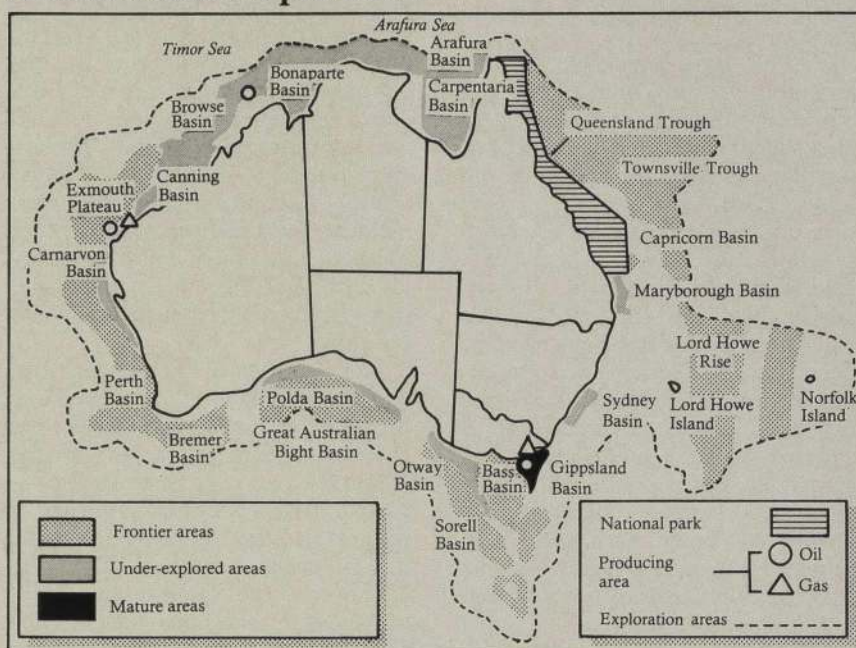 Arafura Sea
Timor Sea
Arafura
Basin
Bonaparte
Basin
Carpentaria
Basin
Browse
Basin
Queensland Trough
Townsville Trough
Canning
Basin
Exmouth
Plateau
Capricorn Basin
Carnarvon
Basin
Maryborough Basin
Lord Howe
Rise
Perth
Basin
Polda Basin
Sydney
Basin
Lord Howe
Island
Norfolk
Island
Bremer
Basin
Great Australian
Bight Basin
Otway
Basin
Bass
Basin
Gippsland
Basin
Sorell
Basin
Frontier areas
Under-explored areas
Mature areas
National park
Producing
area
Oil
Gas
Exploration areas